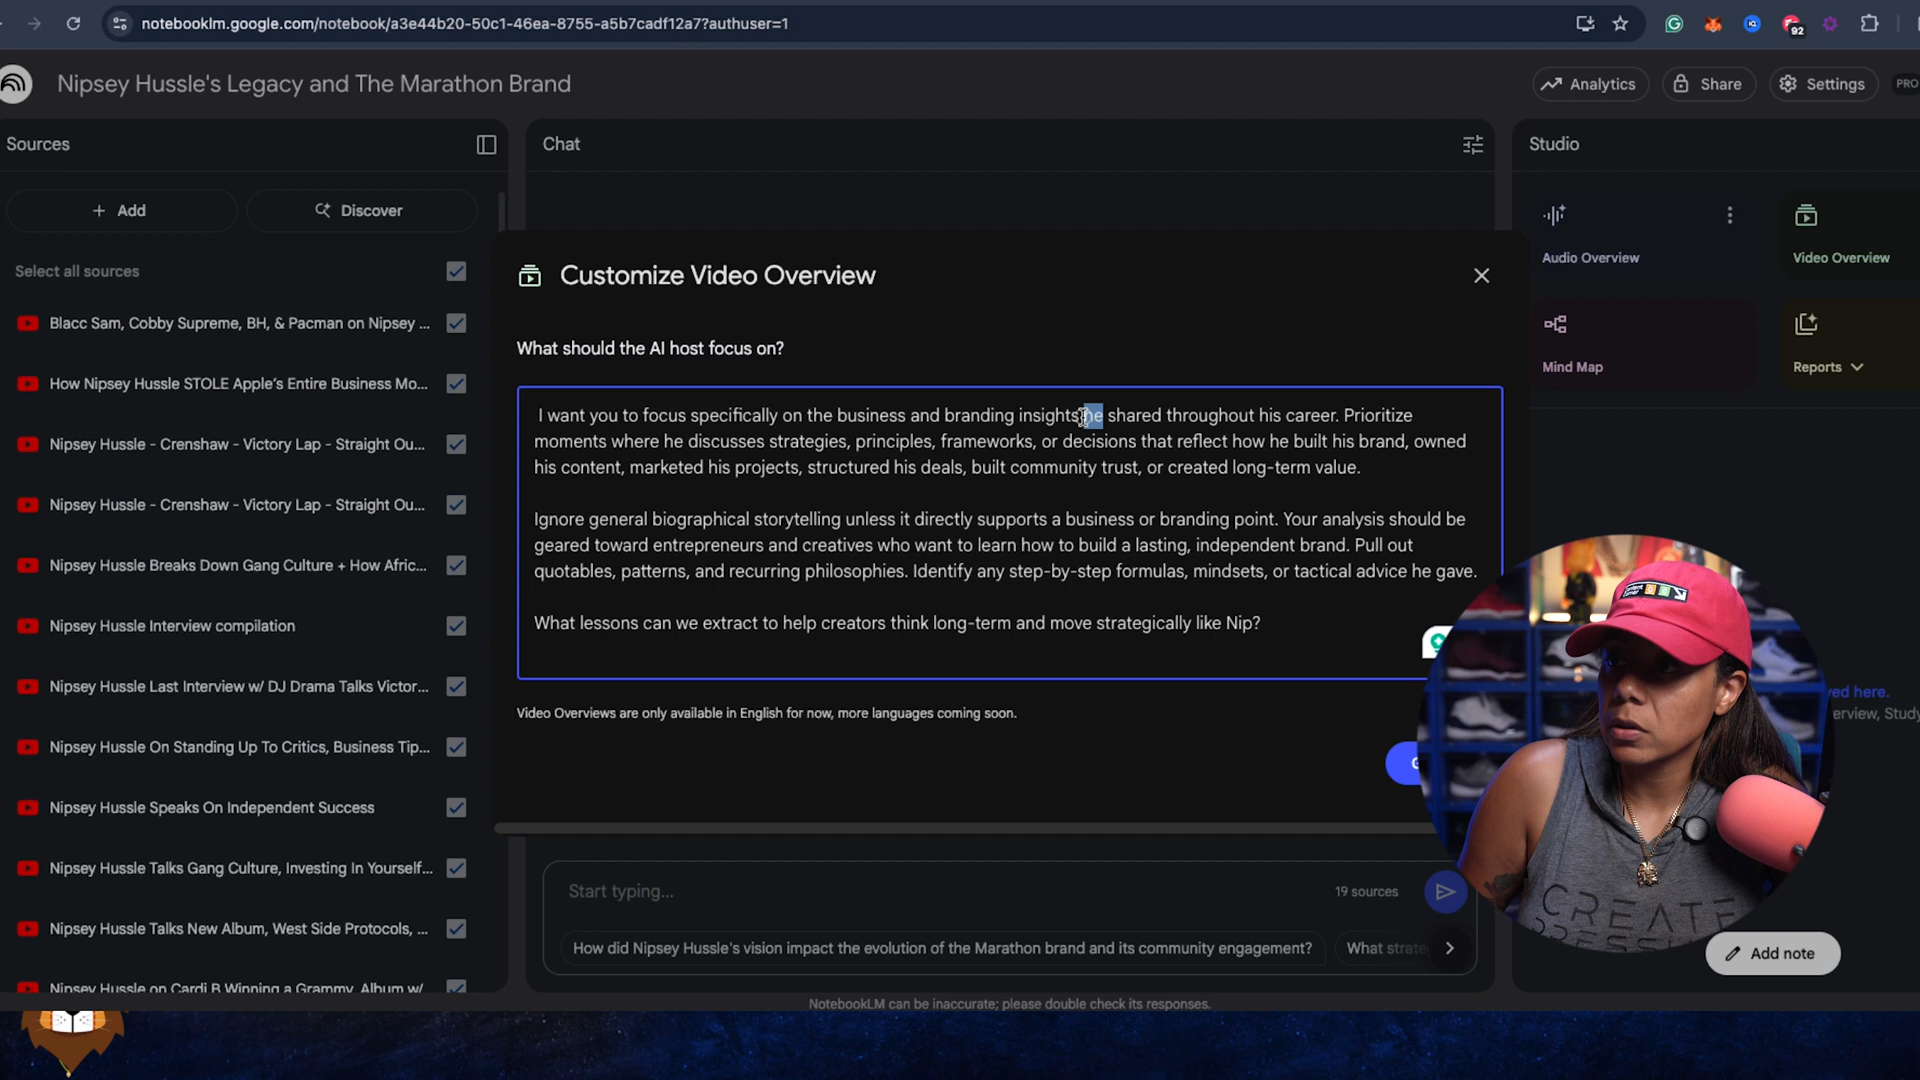 notebooklm.google.com/notebook/a3e44b20-50c1-46ea-8755-a5b7cadf12a7?authuser=1
92
Nipsey Hussle's Legacy and The Marathon Brand
Analytics
Share
Settings
PRO
Sources
Chat
Studio
Add
Discover
Select all sources
Blacc Sam, Cobby Supreme, BH, & Pacman on Nipsey ...
How Nipsey Hussle STOLE Apple's Entire Business Mo...
Nipsey Hussle - Crenshaw - Victory Lap - Straight Ou...
Nipsey Hussle - Crenshaw - Victory Lap - Straight Ou...
Nipsey Hussle Breaks Down Gang Culture + How Afric...
Nipsey Hussle Interview compilation
Nipsey Hussle Last Interview w/ DJ Drama Talks Victor...
Nipsey Hussle On Standing Up To Critics, Business Tip...
Nipsey Hussle Speaks On Independent Success
Nipsey Hussle Talks Gang Culture, Investing In Yourself...
Nipsey Hussle Talks New Album, West Side Protocols, ...
Nipsey Hussle on Cardi B Winning a Grammy, Album w/
Customize Video Overview
What should the AI host focus on?
I want you to focus specifically on the business and branding insights he shared throughout his career. Prioritize
moments where he discusses strategies, principles, frameworks, or decisions that reflect how he built his brand, owned
his content, marketed his projects, structured his deals, built community trust, or created long-term value.
Ignore general biographical storytelling unless it directly supports a business or branding point. Your analysis should be
geared toward entrepreneurs and creatives who want to learn how to build a lasting, independent brand. Pull out
quotables, patterns, and recurring philosophies. Identify any step-by-step formulas, mindsets, or tactical advice he gave.
What lessons can we extract to help creators think long-term and move strategically like Nip?
Video Overviews are only available in English for now, more languages coming soon.
Start typing...
19 sources
How did Nipsey Hussle's vision impact the evolution of the Marathon brand and its community engagement?
What
NotebookLM can be inaccurate; please double check its responses.
Audio Overview
Video Overview
Mind Map
Reports
here.
Study
CREATE
Add note